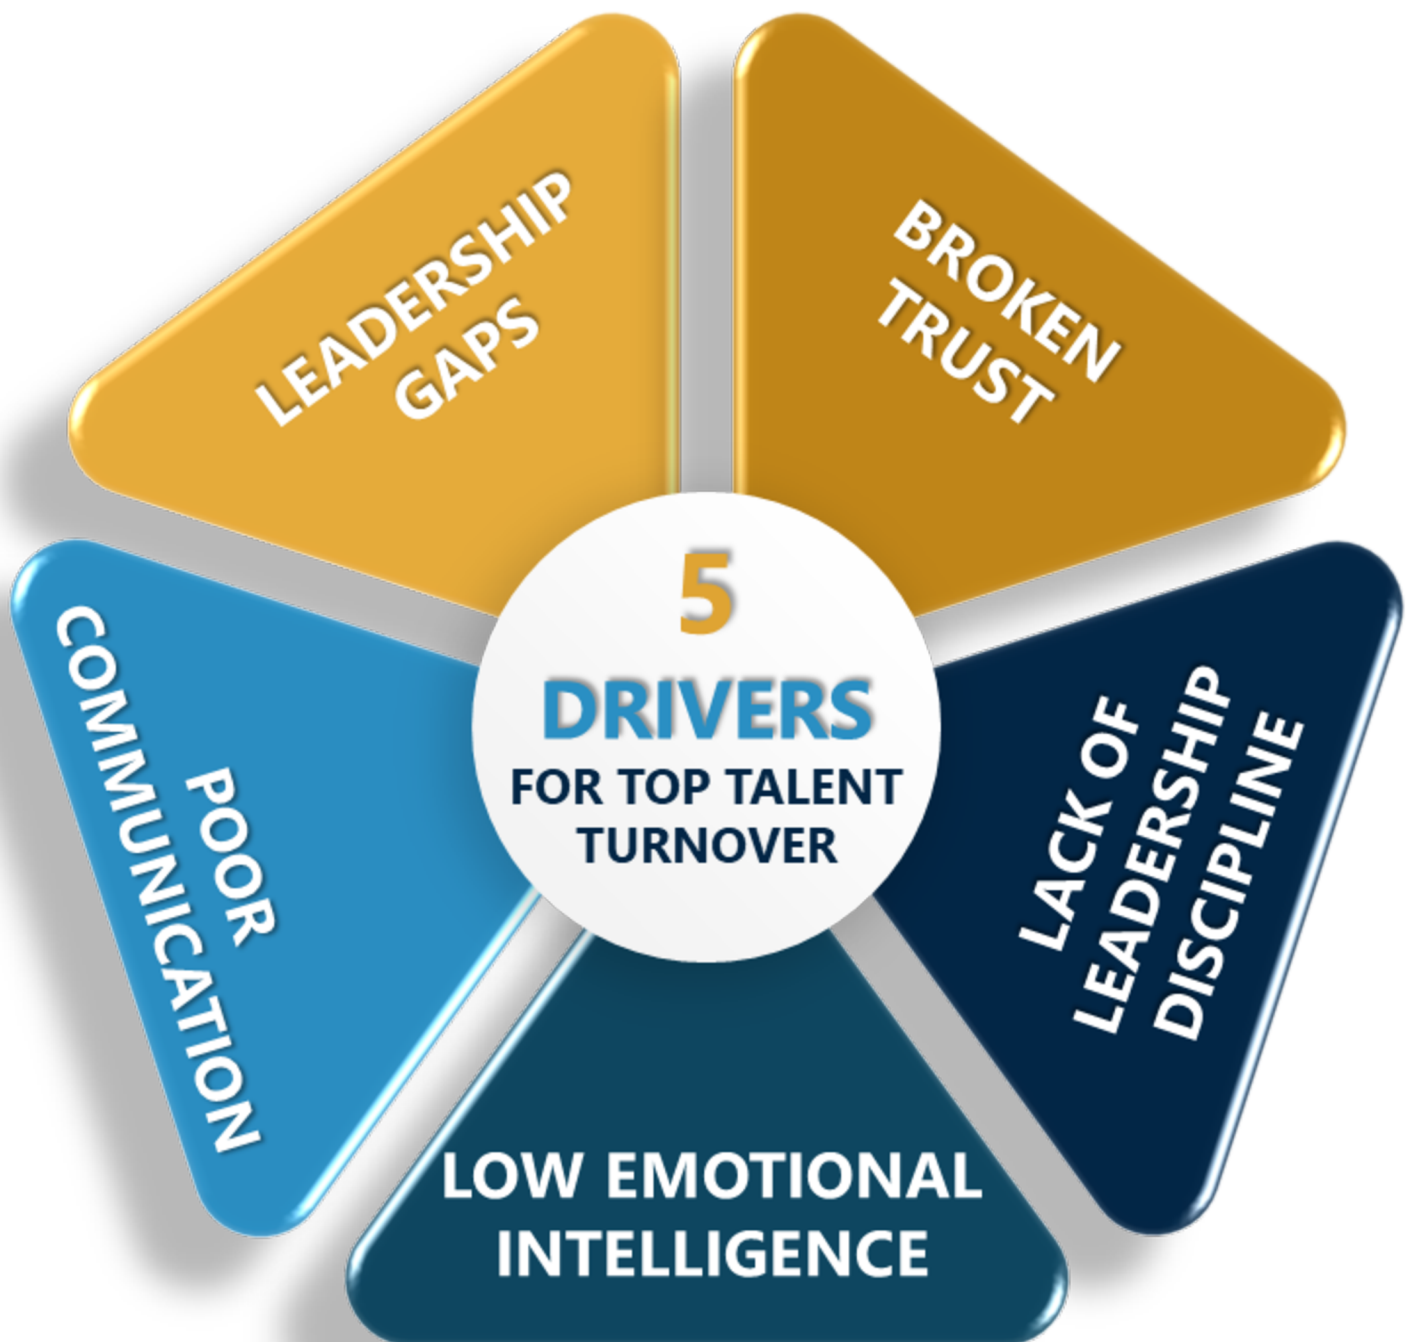 LEADERSHIP
GAPS
BROKEN
TRUST
5
DRIVERS
FOR TOP TALENT
TURNOVER
POOR
COMMUNICATION
LACK OF
LEADERSHIP
DISCIPLINE
LOW EMOTIONAL
INTELLIGENCE